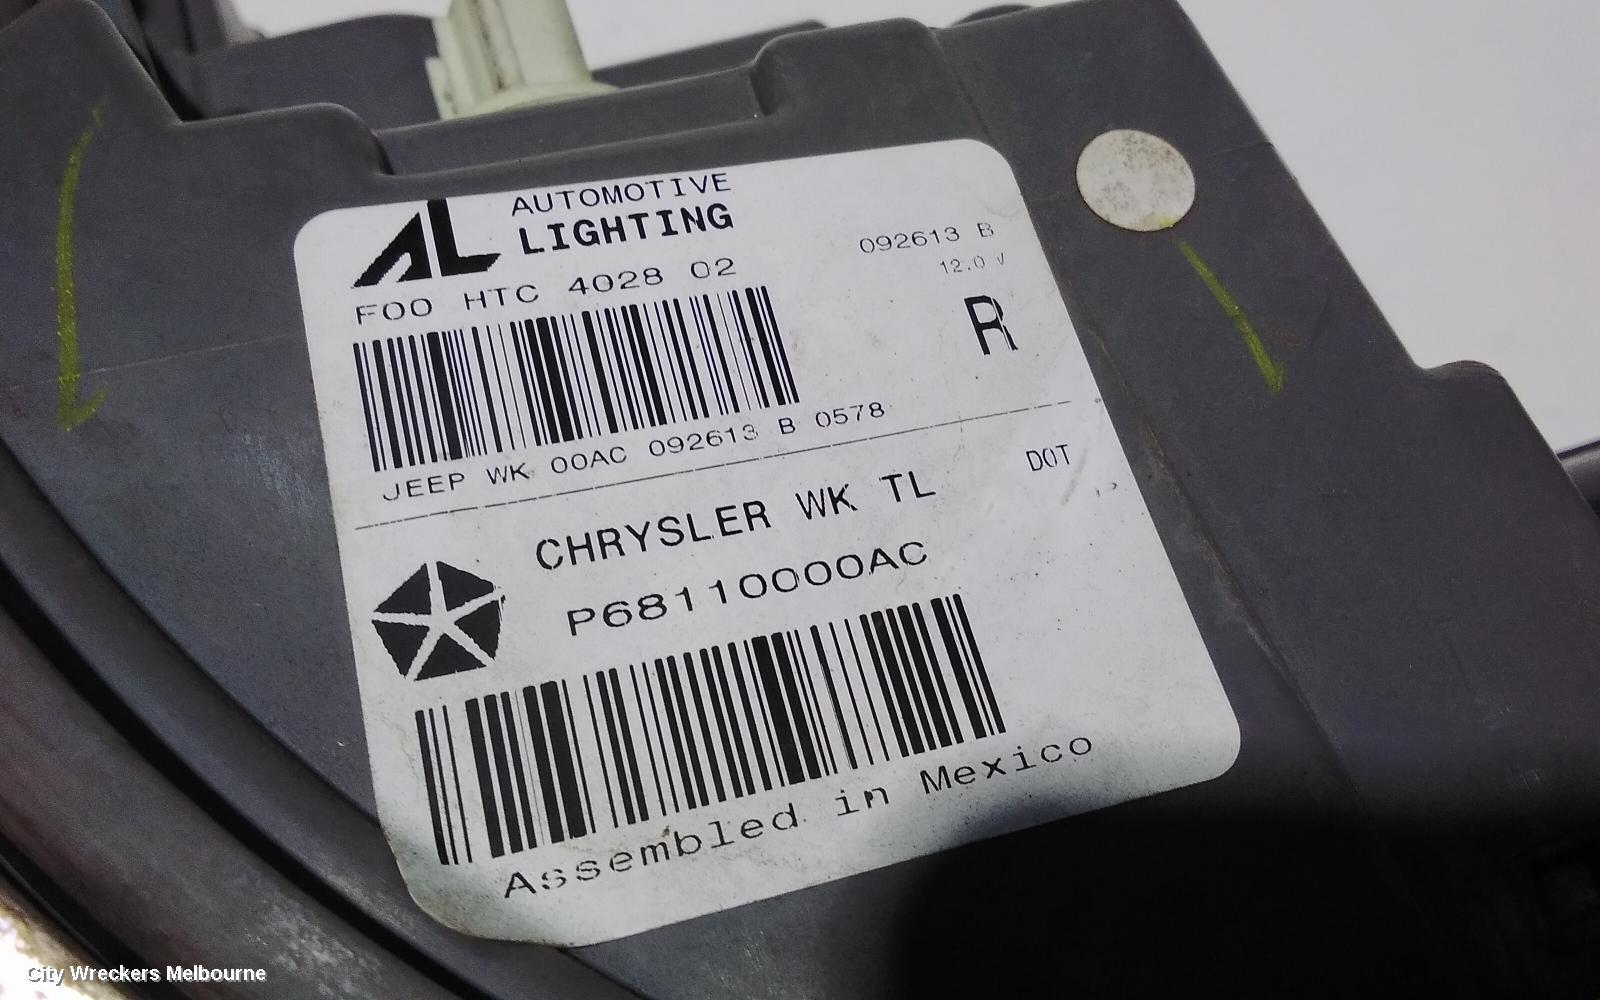 AL AUTOMOTIVE
LIGHTING
F00 HTC 4028 02
092613 B
12.0 V
R
JEEP WK 00AC 092613 B 0578
DOT
CHRYSLER WK TL
P68110000AC
Assembled in Mexico
City Wreckers Melbourne